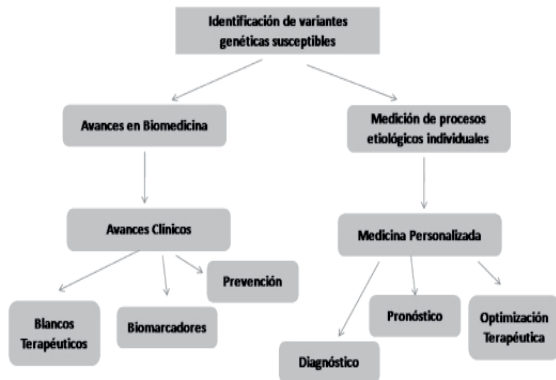 Identificación de variantes
genéticas susceptibles
Avances en Biomedicina
Medición de procesos
etiológicos individuales
Avances Clínicos
Medicina Personalizada
Prevención
Blancos
Terapéuticos
Biomarcadores
Pronóstico
Optimización
Terapéutica
Diagnóstico